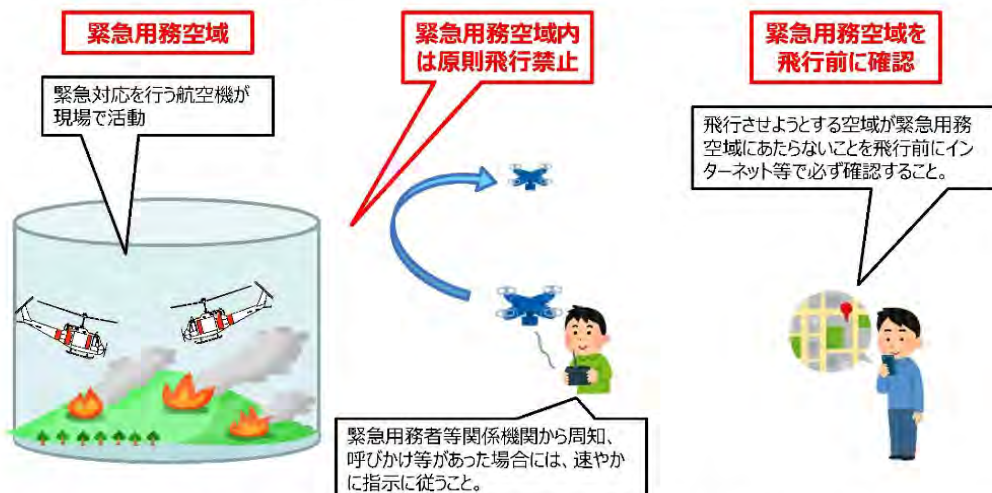 緊急用務空域
緊急対応を行う航空機が
現場で活動
緊急用務空域内
は原則飛行禁止
緊急用務者等関係機関から周知、
呼びかけ等があった場合には、速やか
に指示に従うこと。
緊急用務空域を
飛行前に確認
飛行させようとする空域が緊急用務
空域にあたらないことを飛行前にイン
ターネット等で必ず確認すること。